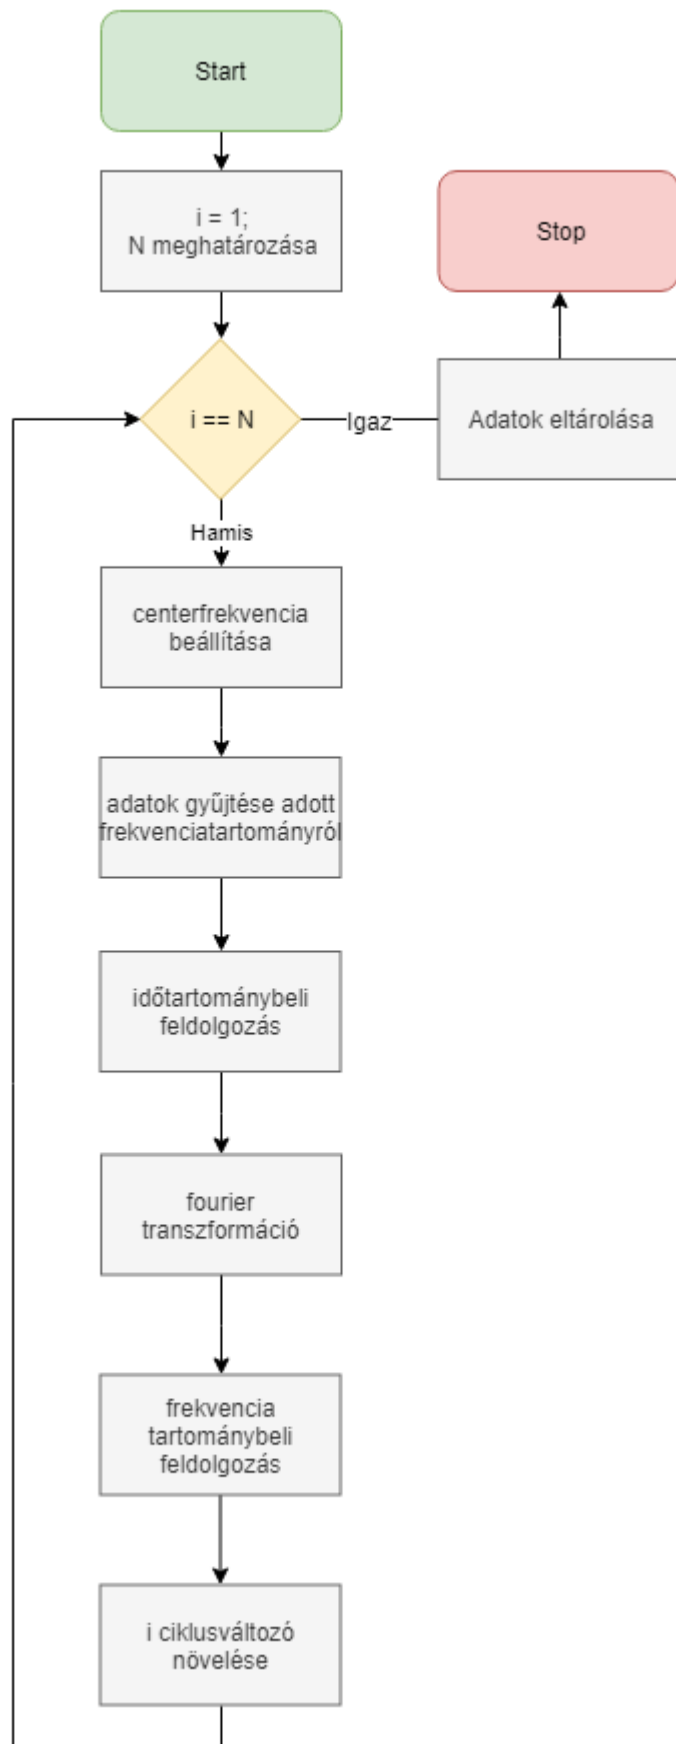 Start
i = 1;
N meghatározása
Stop
i == N
Igaz
Adatok eltárolása
Hamis
centerfrekvencia
beállítása
adatok gyűjtése adott
frekvenciatartományról
időtartománybeli
feldolgozás
fourier
transzformáció
frekvencia
tartománybeli
feldolgozás
i ciklusváltozó
növelése